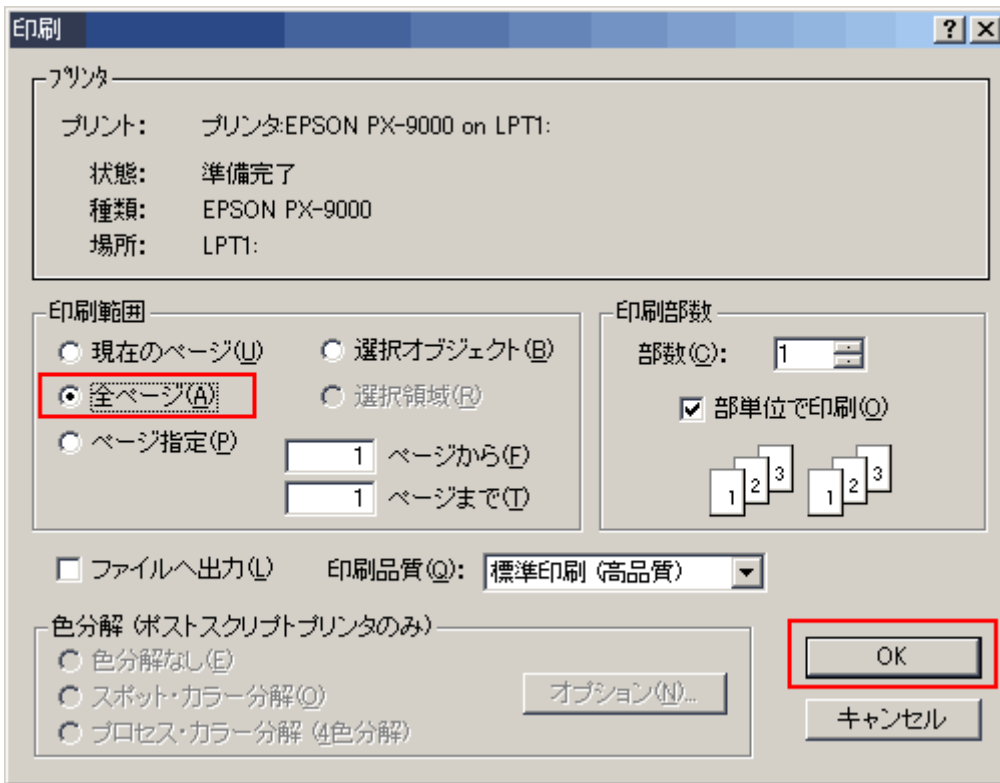 印刷
プリンタ
プリント: プリンタ:EPSON PX-9000 on LPT1:
状態: 準備完了
種類: EPSON PX-9000
場所: LPT1:
印刷範囲
現在のページ(U) 選択オブジェクト(B)
全ページ(A) 選択領域(R)
ページ指定(P)
1 ページから(F)
1 ページまで(T)
印刷部数
部数(C): 1
部単位で印刷(O)
1 2 3 1 2 3
ファイルへ出力(L) 印刷品質(Q): 標準印刷 (高品質)
色分解 (ポストスクリプトプリンタのみ)
色分解なし(E)
スポット・カラー分解(O)
プロセス・カラー分解 (4色分解)
オプション(N)...
OK
キャンセル